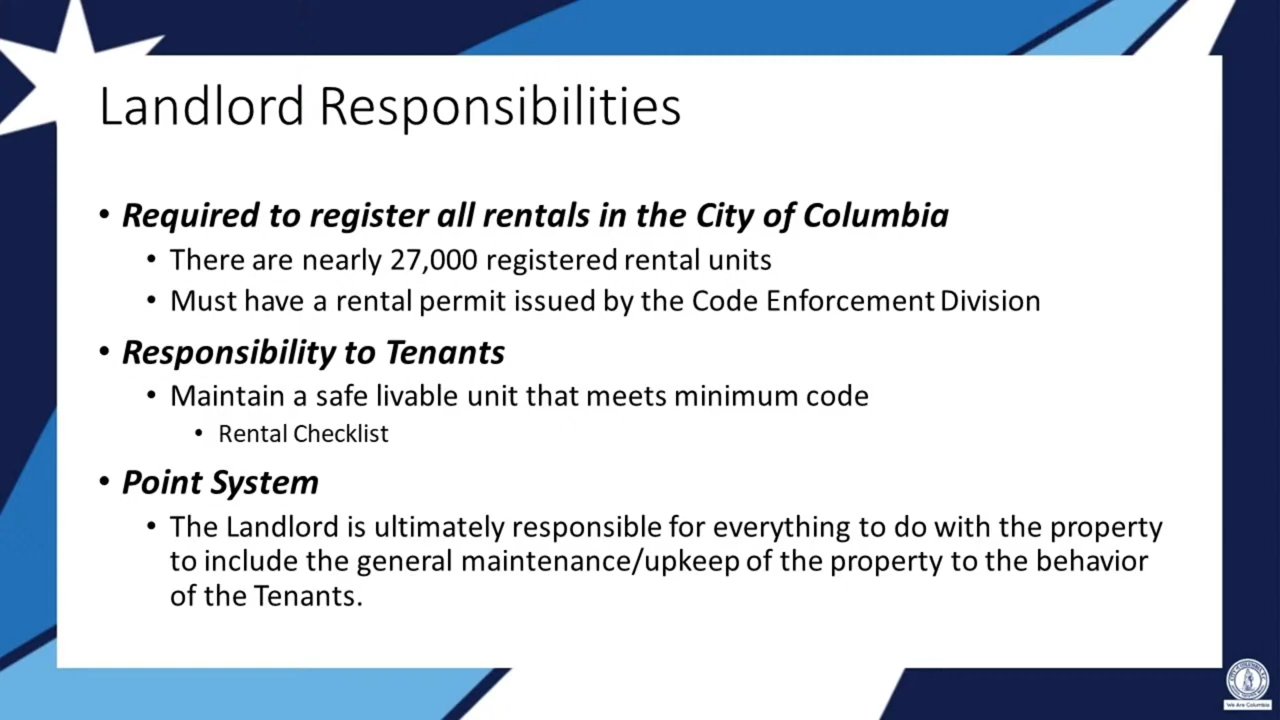 Landlord Responsibilities
• Required to register all rentals in the City of Columbia
• There are nearly 27,000 registered rental units
• Must have a rental permit issued by the Code Enforcement Division
• Responsibility to Tenants
• Maintain a safe livable unit that meets minimum code
• Rental Checklist
• Point System
• The Landlord is ultimately responsible for everything to do with the property
to include the general maintenance/upkeep of the property to the behavior
of the Tenants.
We Are Columbia